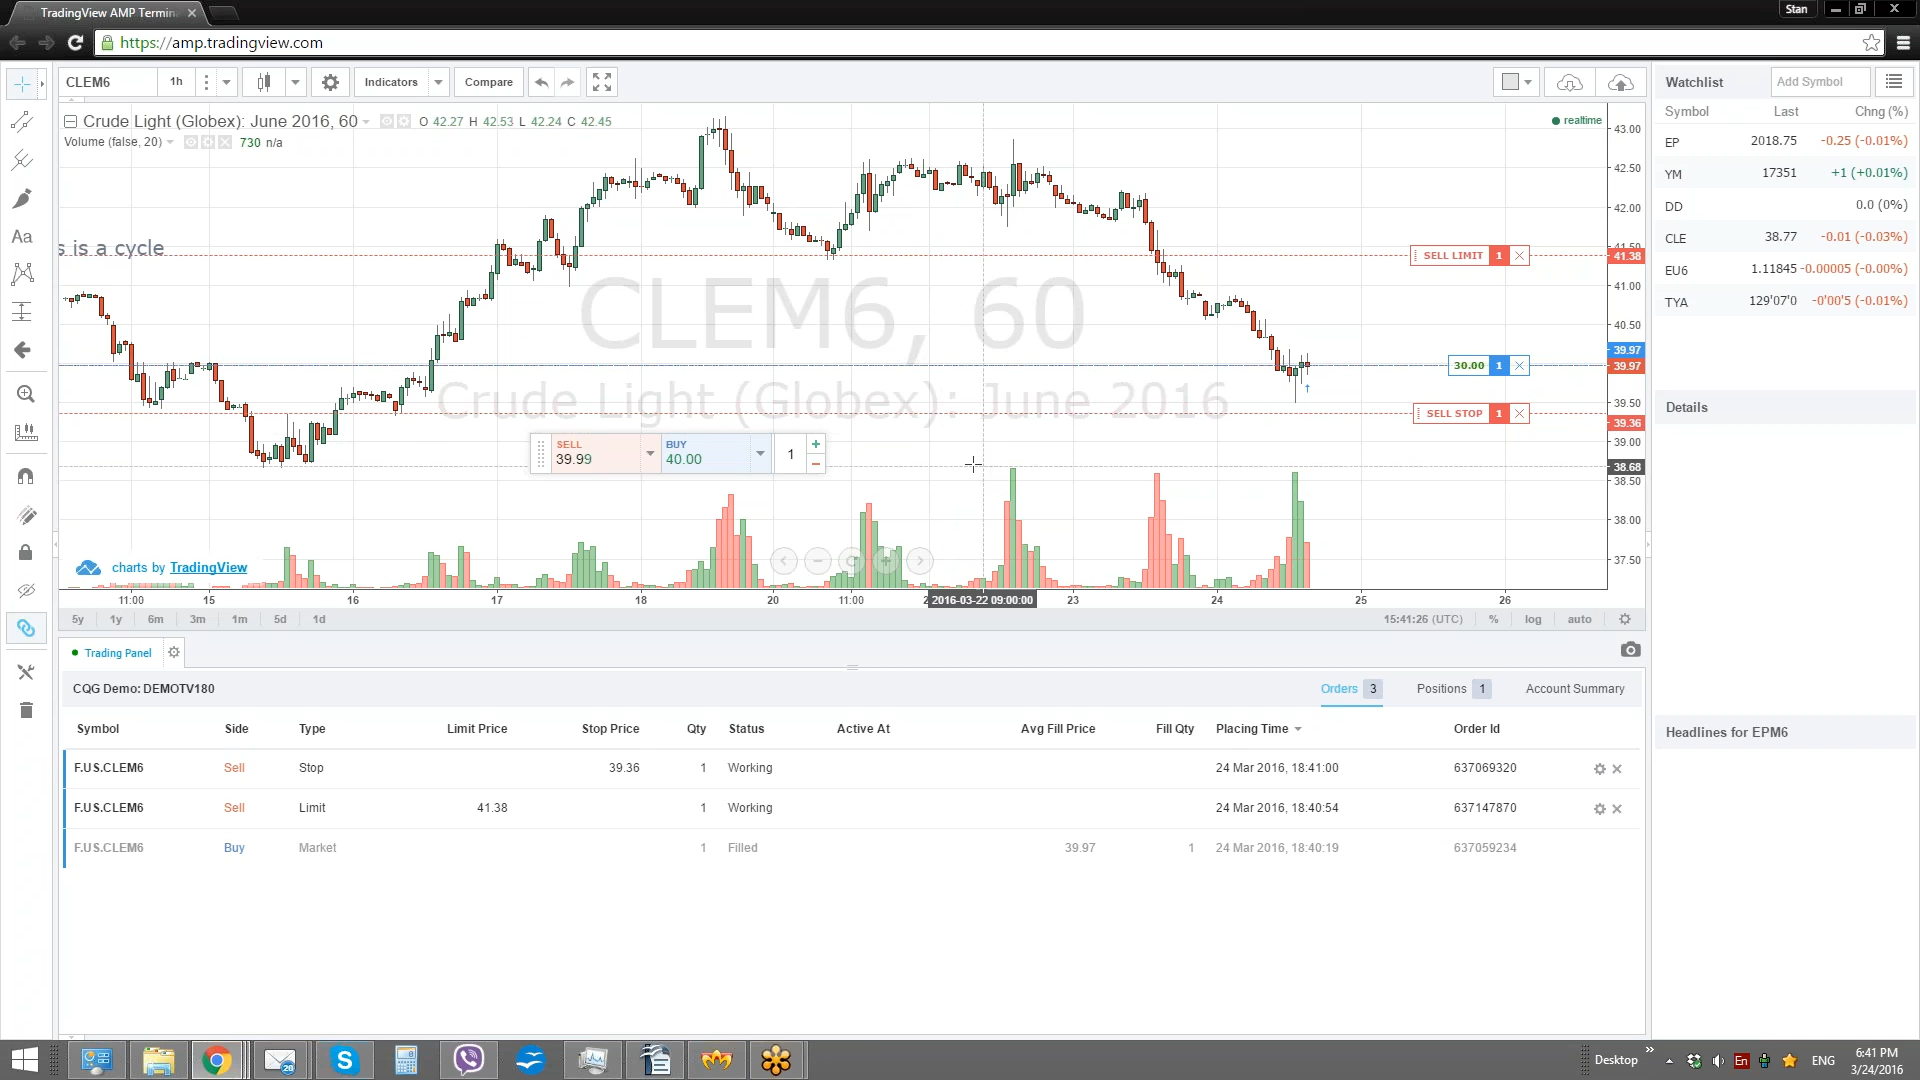 TradingView AMP Termin
Stan
https://amp.tradingview.com
CLEM6 1h Indicators Compare
Crude Light (Globex): June 2016, 60 O 42.27 H 42.53 L 42.24 C 42.45
Volume (false, 20) 730 n/a
realtime
s is a cycle
CLEM6, 60
Crude Light (Globex): June 2016
SELL LIMIT 1
30.00 1
SELL STOP 1
SELL
39.99
BUY
40.00
1
43.00
42.50
42.00
41.50
41.38
41.00
40.50
39.97
39.97
39.50
39.36
39.00
38.68
38.50
38.00
37.50
charts by TradingView
11:00 15 16 17 18 20 11:00 2 2016-03-22 09:00:00 23 24 25 26
5y 1y 6m 3m 1m 5d 1d 15:41:26 (UTC) % log auto
Trading Panel
CQG Demo: DEMOTV180 Orders 3 Positions 1 Account Summary
Symbol Side Type Limit Price Stop Price Qty Status Active At Avg Fill Price Fill Qty Placing Time Order Id
F.US.CLEM6 Sell Stop 39.36 1 Working 24 Mar 2016, 18:41:00 637069320
F.US.CLEM6 Sell Limit 41.38 1 Working 24 Mar 2016, 18:40:54 637147870
F.US.CLEM6 Buy Market 1 Filled 39.97 1 24 Mar 2016, 18:40:19 637059234
Watchlist Add Symbol
Symbol Last Chng (%)
EP 2018.75 -0.25 (-0.01%)
YM 17351 +1 (+0.01%)
DD 0.0 (0%)
CLE 38.77 -0.01 (-0.03%)
EU6 1.11845 -0.00005 (-0.00%)
TYA 129'07'0 -0'00'5 (-0.01%)
Details
Headlines for EPM6
Aa
20
Desktop
En
ENG
6:41 PM
3/24/2016